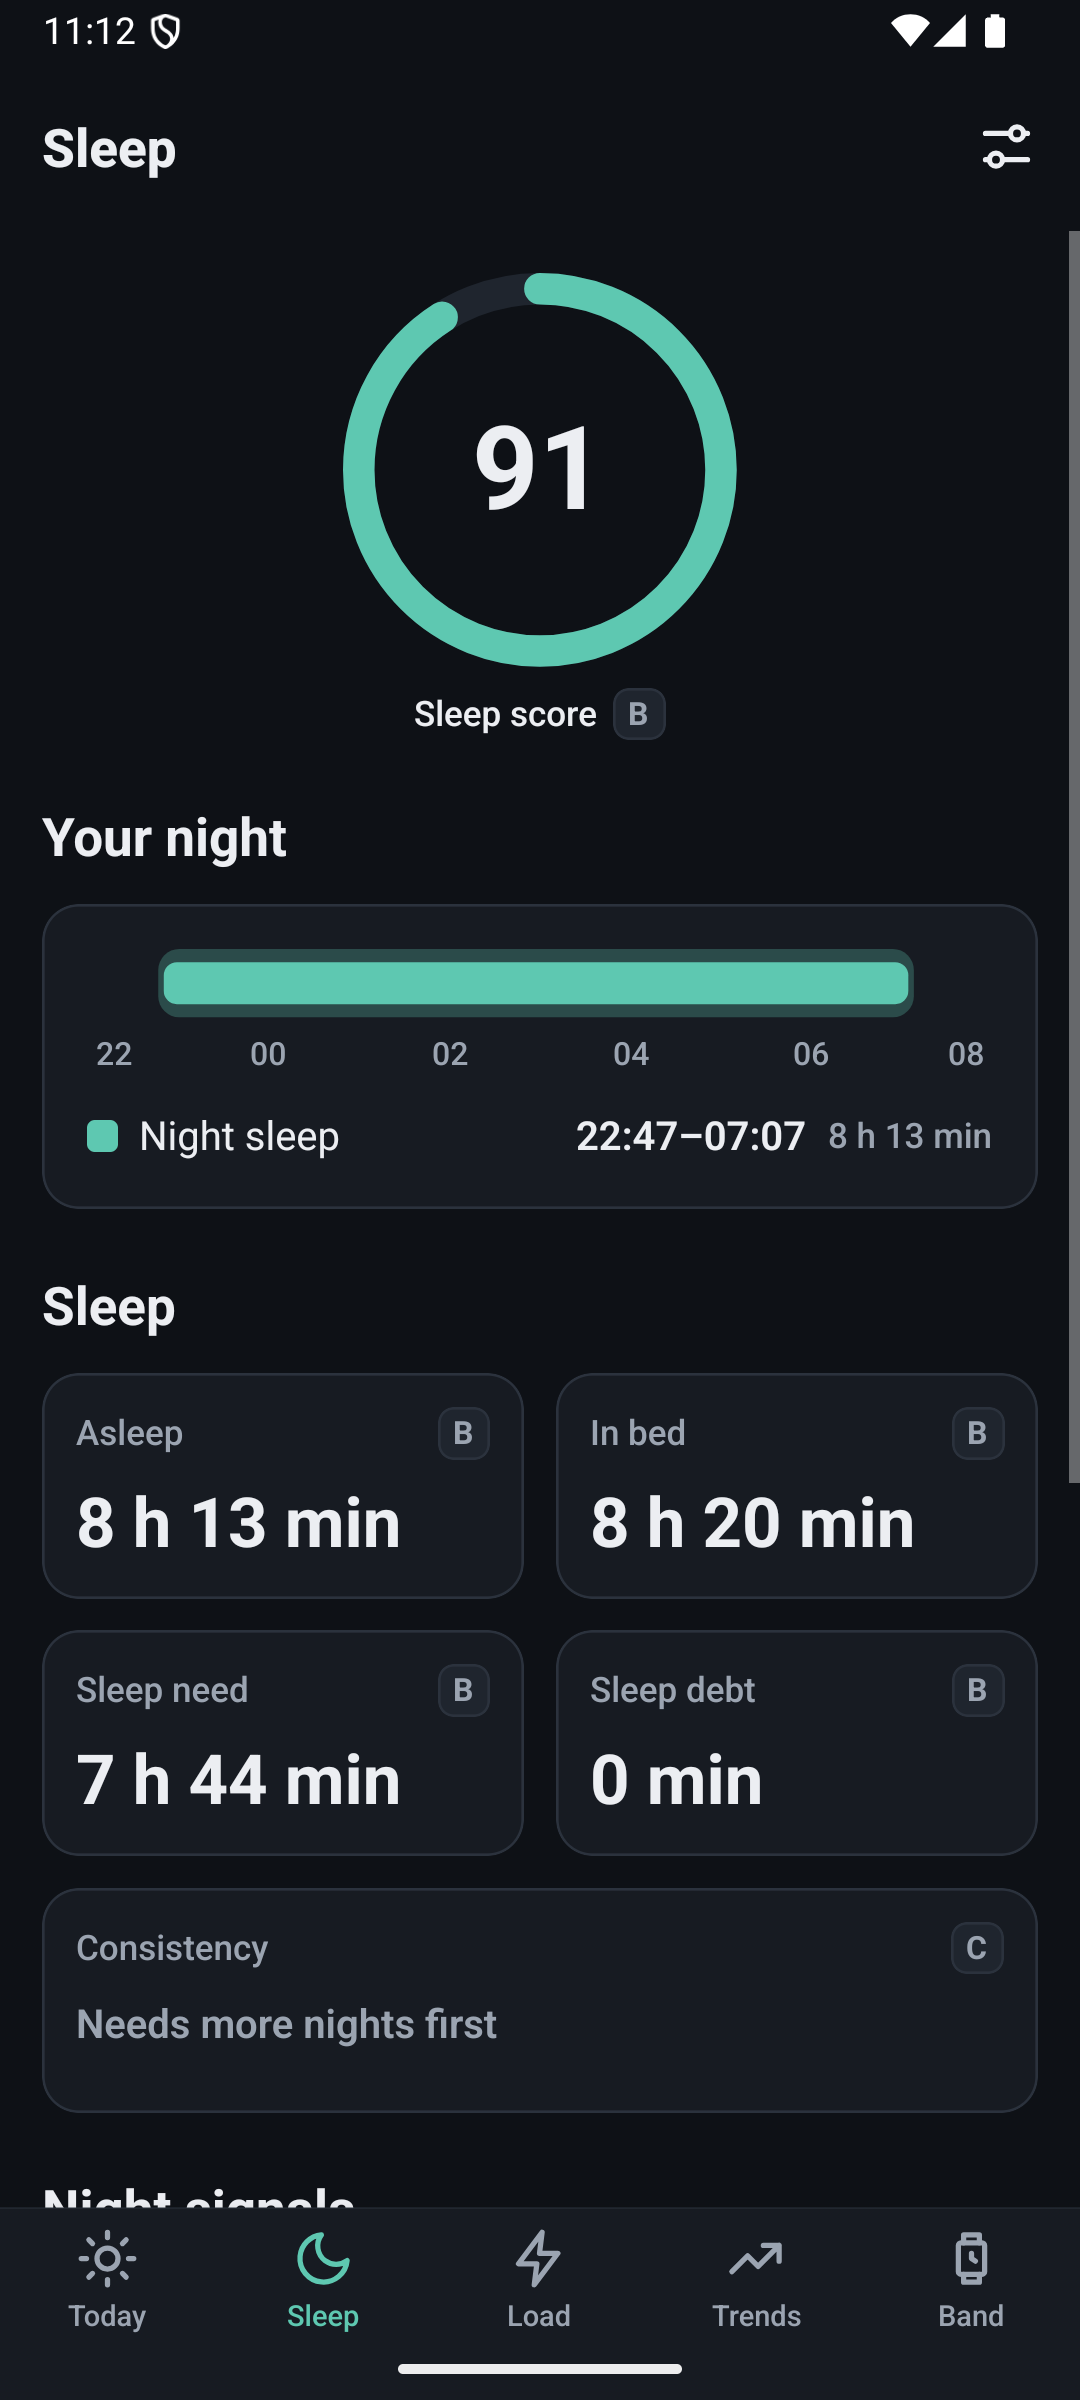 11:12
Sleep
91
Sleep score B
Your night
22 00 02 04 06 08
Night sleep 22:47–07:07 8 h 13 min
Sleep
Asleep B In bed B
8 h 13 min 8 h 20 min
Sleep need B Sleep debt B
7 h 44 min 0 min
Consistency C
Needs more nights first
Night signals
Today Sleep Load Trends Band